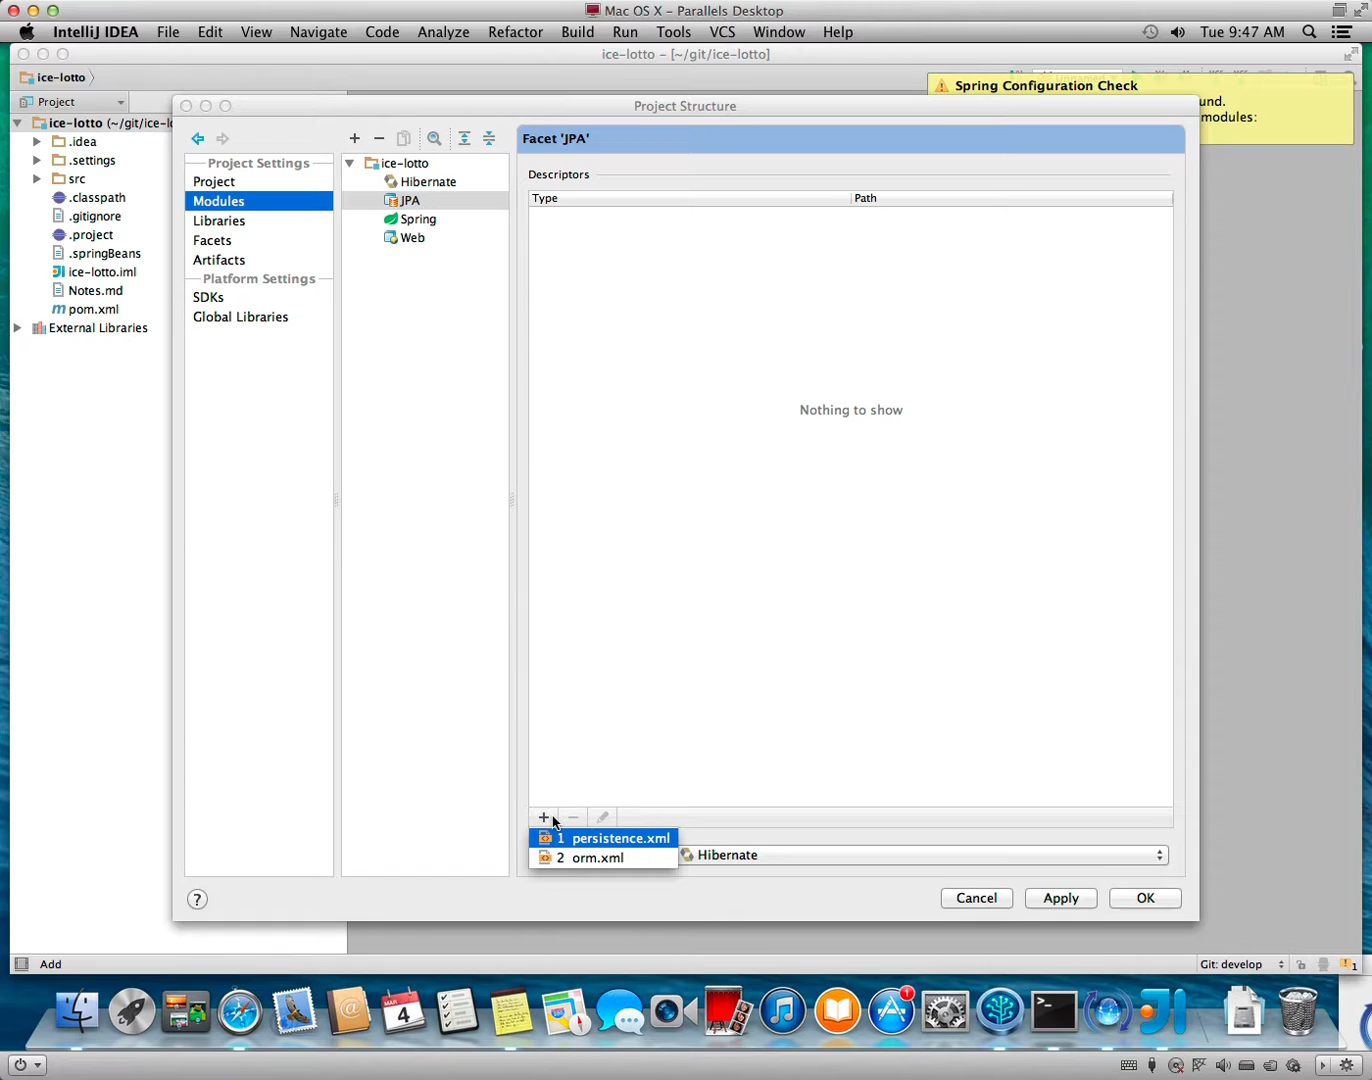 Mac OS X - Parallels Desktop
IntelliJ IDEA File Edit View Navigate Code Analyze Refactor Build Run Tools VCS Window Help Tue 9:47 AM
ice-lotto - [~/git/ice-lotto]
ice-lotto
Project
Spring Configuration Check
und.
modules:
Project Structure
ice-lotto (~/git/ice-lo
.idea
.settings
src
.classpath
.gitignore
.project
.springBeans
ice-lotto.iml
Notes.md
pom.xml
External Libraries
Project Settings
Project
Modules
Libraries
Facets
Artifacts
Platform Settings
SDKs
Global Libraries
ice-lotto
Hibernate
JPA
Spring
Web
Facet 'JPA'
Descriptors
Type Path
Nothing to show
1 persistence.xml
2 orm.xml
Hibernate
? Cancel Apply OK
Add Git: develop 1
MAR
4
1